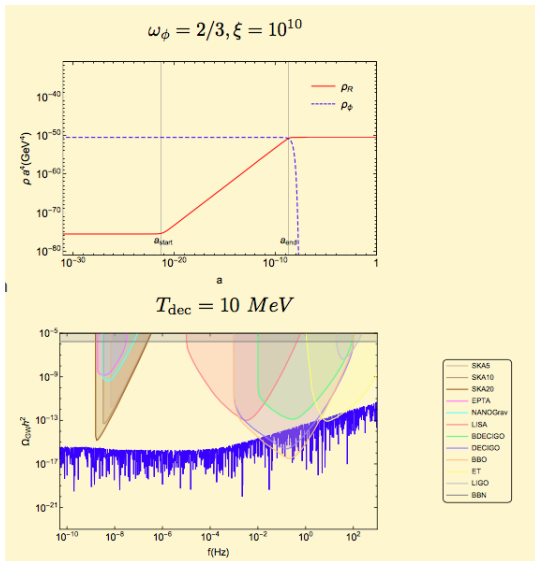 ω_ϕ = 2/3, ξ = 10^10
ρ a^4(GeV^4)
10^-40
10^-50
10^-60
10^-70
10^-80
ρ_R
ρ_ϕ
a_start
a_end
10^-30
10^-20
10^-10
1
a
T_dec = 10 MeV
Ω_GW h^2
10^-5
10^-9
10^-13
10^-17
10^-21
10^-10
10^-8
10^-6
10^-4
10^-2
10^0
10^2
f(Hz)
SKA5
SKA10
SKA20
EPTA
NANOGrav
LISA
BDECIGO
DECIGO
BBO
ET
LIGO
BBN